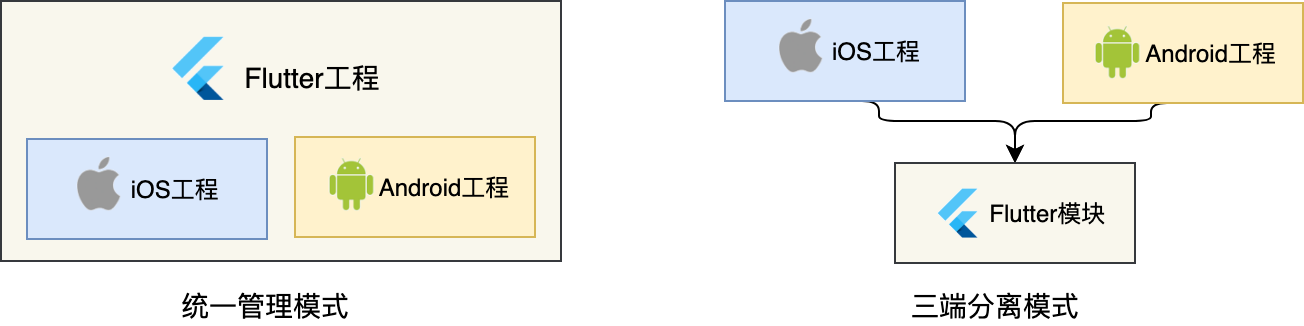 Flutter工程
iOS工程
Android工程
统一管理模式
iOS工程
Android工程
Flutter模块
三端分离模式